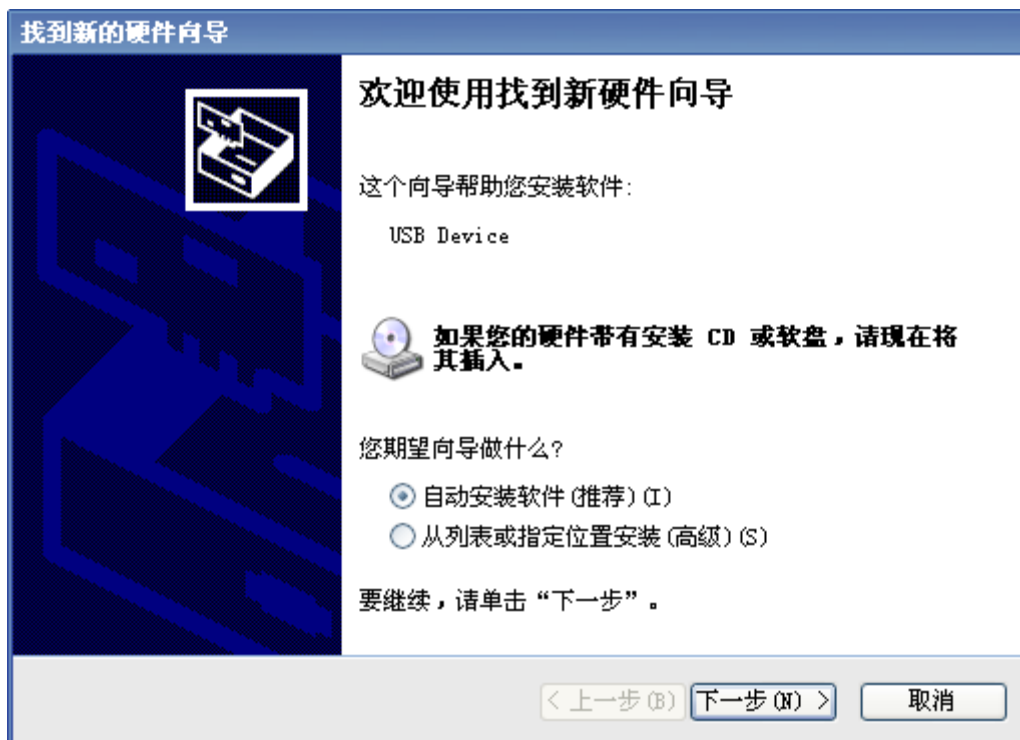 找到新的硬件向导
欢迎使用找到新硬件向导
这个向导帮助您安装软件:
USB Device
如果您的硬件带有安装 CD 或软盘，请现在将
其插入。
您期望向导做什么?
自动安装软件(推荐)(I)
从列表或指定位置安装(高级)(S)
要继续，请单击“下一步”。
< 上一步(B) 下一步(N) > 取消